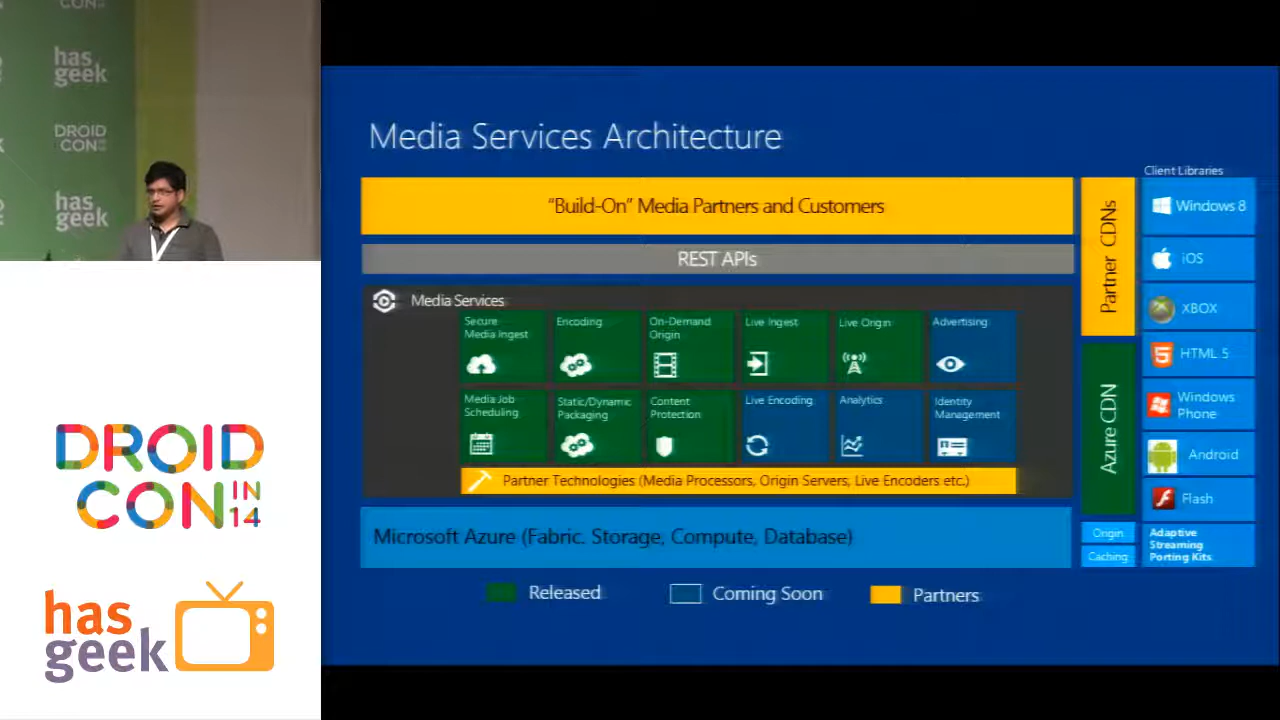 CON
has
geek
DROID
CON
has
geek
DROID
CON IN
14
has
geek
Media Services Architecture
"Build-On" Media Partners and Customers
REST APIs
Media Services
Secure
Media Ingest
Encoding
On-Demand
Origin
Live Ingest
Live Origin
Advertising
Media Job
Scheduling
Static/Dynamic
Packaging
Content
Protection
Live Encoding
Analytics
Identity
Management
Partner Technologies (Media Processors, Origin Servers, Live Encoders etc.)
Microsoft Azure (Fabric. Storage, Compute, Database)
Released
Coming Soon
Partners
Partner CDNs
Azure CDN
Origin
Caching
Client Libraries
Windows 8
iOS
XBOX
HTML 5
Windows
Phone
Android
Flash
Adaptive
Streaming
Porting Kits